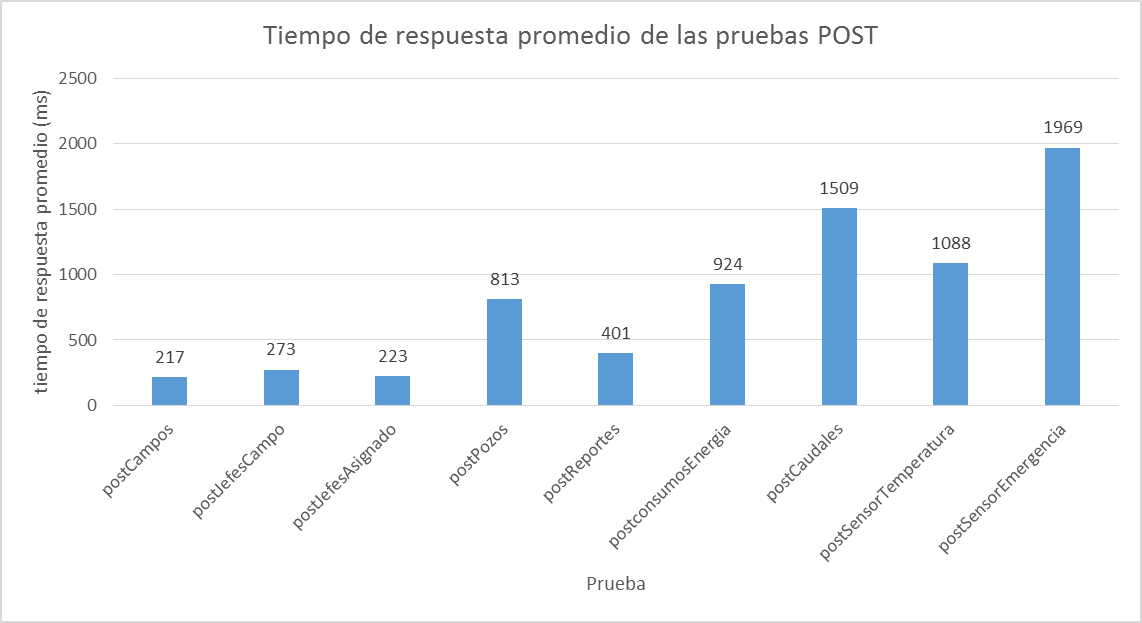 Tiempo de respuesta promedio de las pruebas POST
tiempo de respuesta promedio (ms)
2500
2000
1500
1000
500
0
217
273
223
813
401
924
1509
1088
1969
postCampos
postJefesCampo
postJefesAsignado
postPozos
postReportes
postconsumosEnergia
postCaudales
postSensorTemperatura
postSensorEmergencia
Prueba